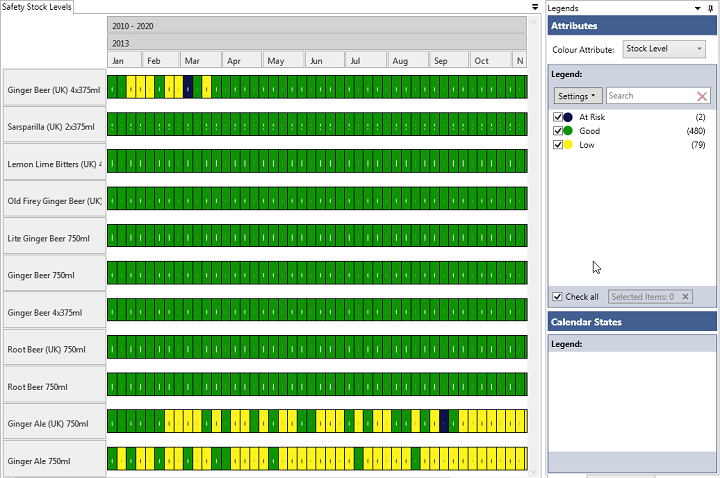 Safety Stock Levels
2010 - 2020
2013
Jan Feb Mar Apr May Jun Jul Aug Sep Oct N
Ginger Beer (UK) 4x375ml
Sarsparilla (UK) 2x375ml
Lemon Lime Bitters (UK) 4
Old Firey Ginger Beer (UK)
Lite Ginger Beer 750ml
Ginger Beer 750ml
Ginger Beer 4x375ml
Root Beer (UK) 750ml
Root Beer 750ml
Ginger Ale (UK) 750ml
Ginger Ale 750ml
Legends
Attributes
Colour Attribute: Stock Level
Legend:
Settings Search
At Risk (2)
Good (480)
Low (79)
Check all Selected Items: 0
Calendar States
Legend: